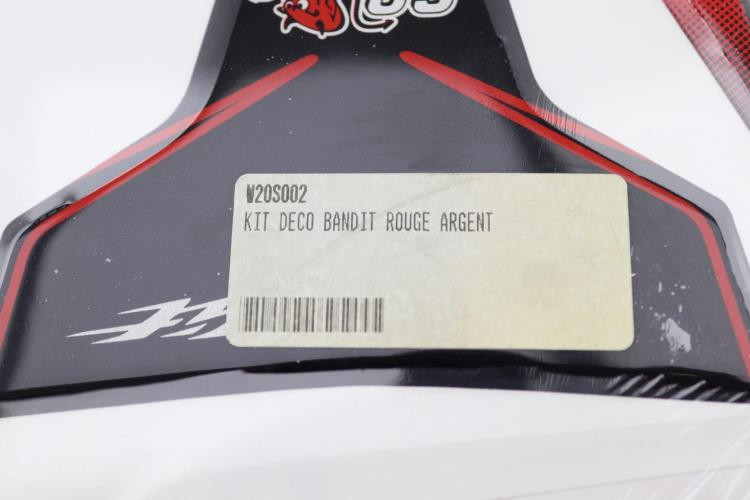 W20S002
KIT DECO BANDIT ROUGE ARGENT